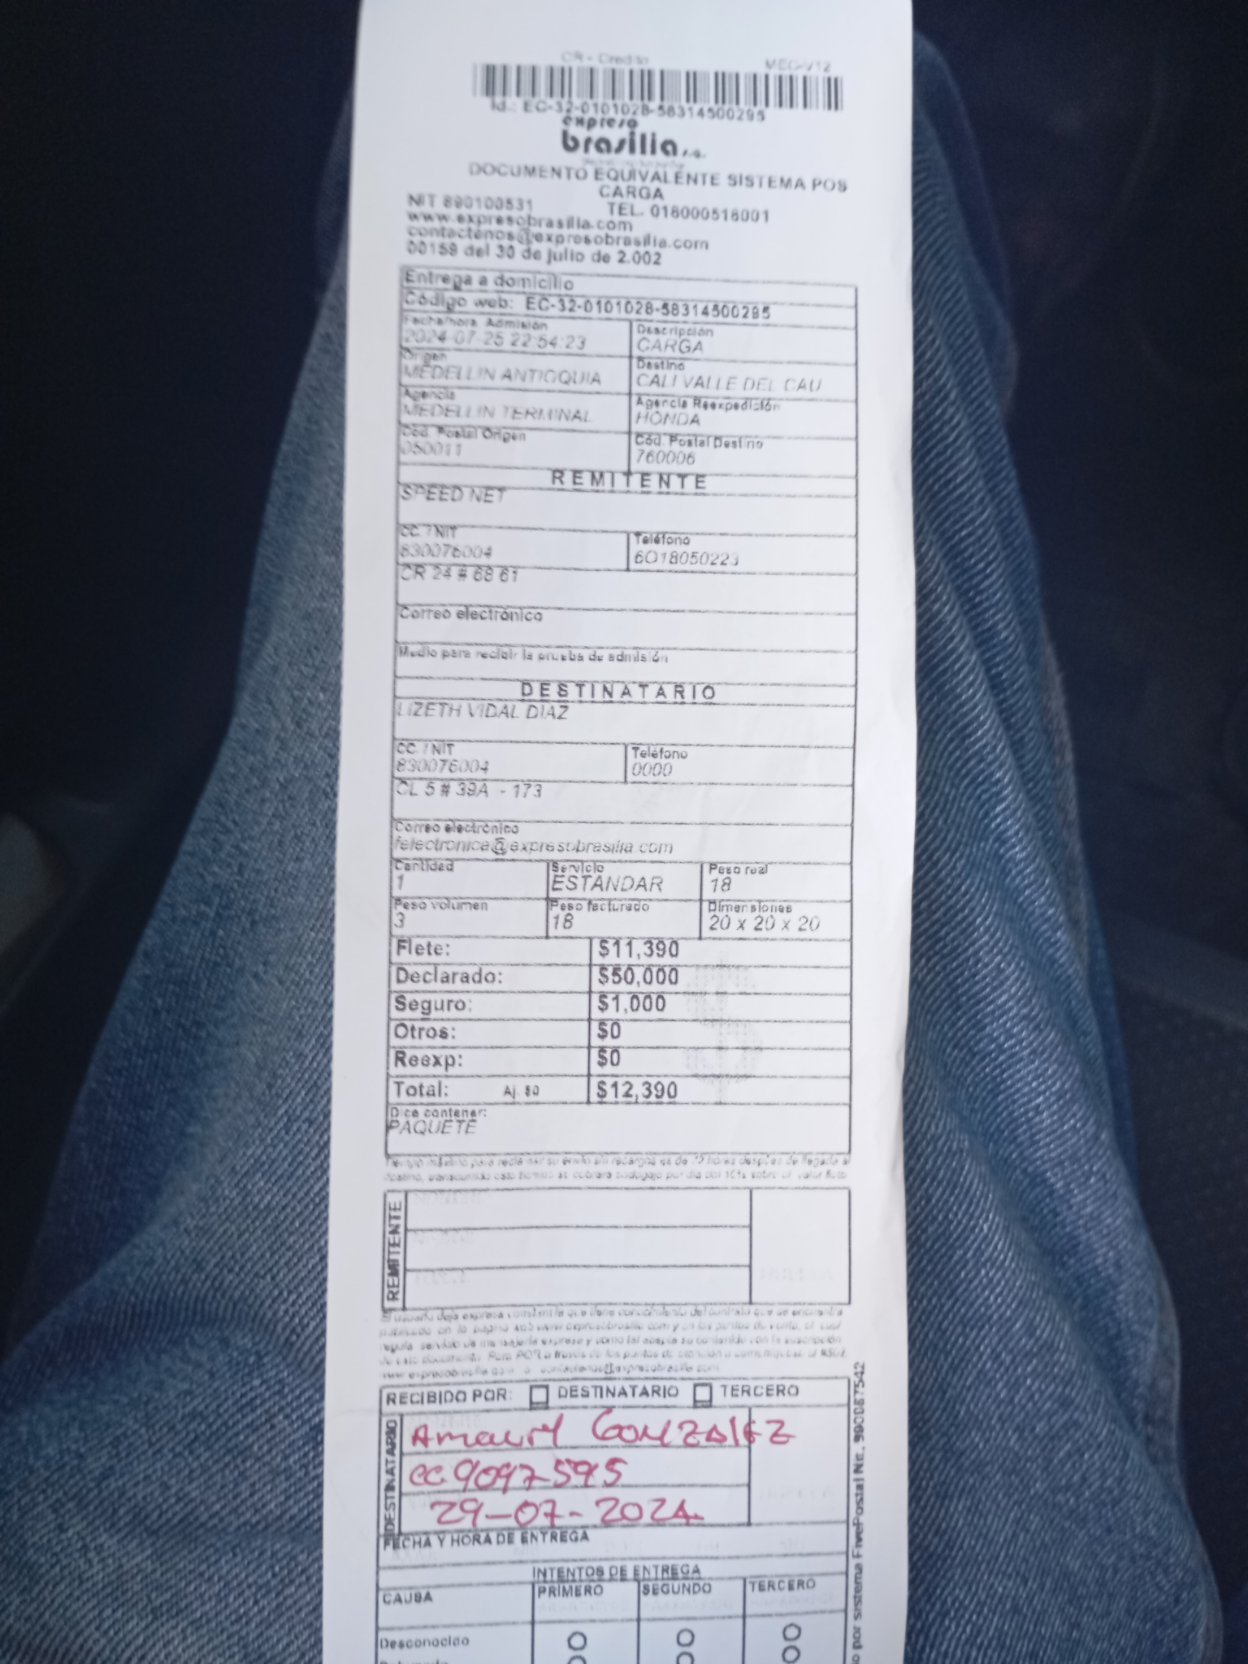 CR - Credito MEC-V12
Id.: EC-32-0101028-58314500295
expreso
brasilia s.a.
DOCUMENTO EQUIVALENTE SISTEMA POS
CARGA
NIT 890100531 TEL. 018000518001
www.expresobrasilia.com
contactenos@expresobrasilia.com
00159 del 30 de julio de 2.002
Entrega a domicilio
Código web: EC-32-0101028-58314500295
Fecha/hora Admisión Descripción
2024-07-25 22:54:23 CARGA
Origen Destino
MEDELLIN ANTIOQUIA CALI VALLE DEL CAU
Agencia Agencia Reexpedición
MEDELLIN TERMINAL HONDA
Cód. Postal Origen Cód. Postal Destino
050011 760006
REMITENTE
SPEED NET
CC. / NIT Teléfono
830076004 6018050223
CR 24 # 68 61
Correo electrónico
Medio para recibir la prueba de admisión
DESTINATARIO
LIZETH VIDAL DIAZ
CC. / NIT Teléfono
830076004 0000
CL 5 # 39A - 173
Correo electrónico
felectronica@expresobrasilia.com
Cantidad Servicio Peso real
1 ESTANDAR 18
Peso volumen Peso facturado Dimensiones
3 18 20 x 20 x 20
Flete: $11,390
Declarado: $50,000
Seguro: $1,000
Otros: $0
Reexp: $0
Total: Aj. $0 $12,390
Dice contener:
PAQUETE
REMITENTE
RECIBIDO POR: DESTINATARIO TERCERO
DESTINATARIO
Amaury GONZALEZ
CC. 9097595
29-07-2024
FECHA Y HORA DE ENTREGA
INTENTOS DE ENTREGA
CAUSA PRIMERO SEGUNDO TERCERO
Desconocido
o por sistema FivePostal Nit. 900087542